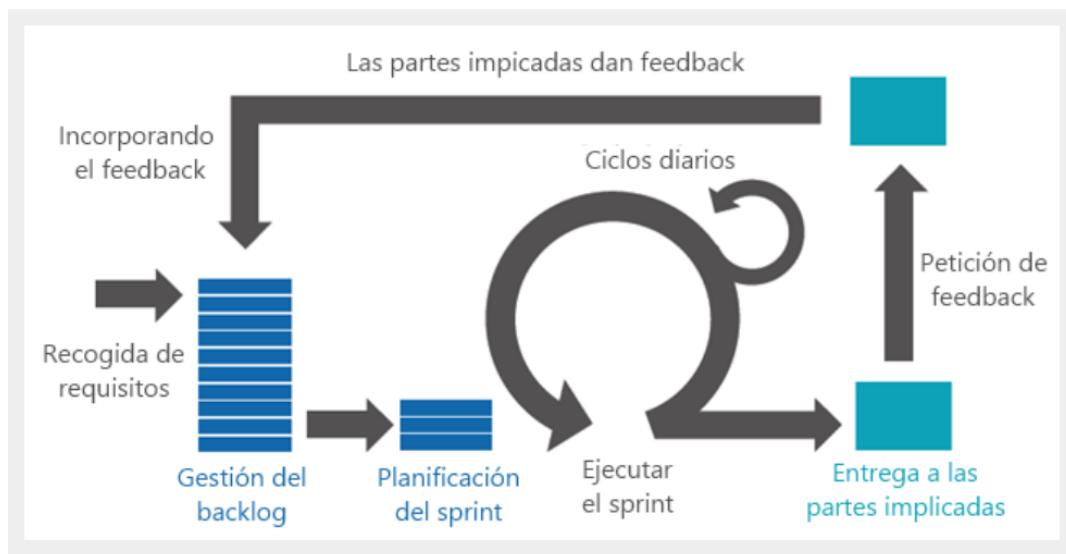 Las partes impicadas dan feedback
Incorporando
el feedback
Ciclos diarios
Petición de
feedback
Recogida de
requisitos
Gestión del
backlog
Planificación
del sprint
Ejecutar
el sprint
Entrega a las
partes implicadas